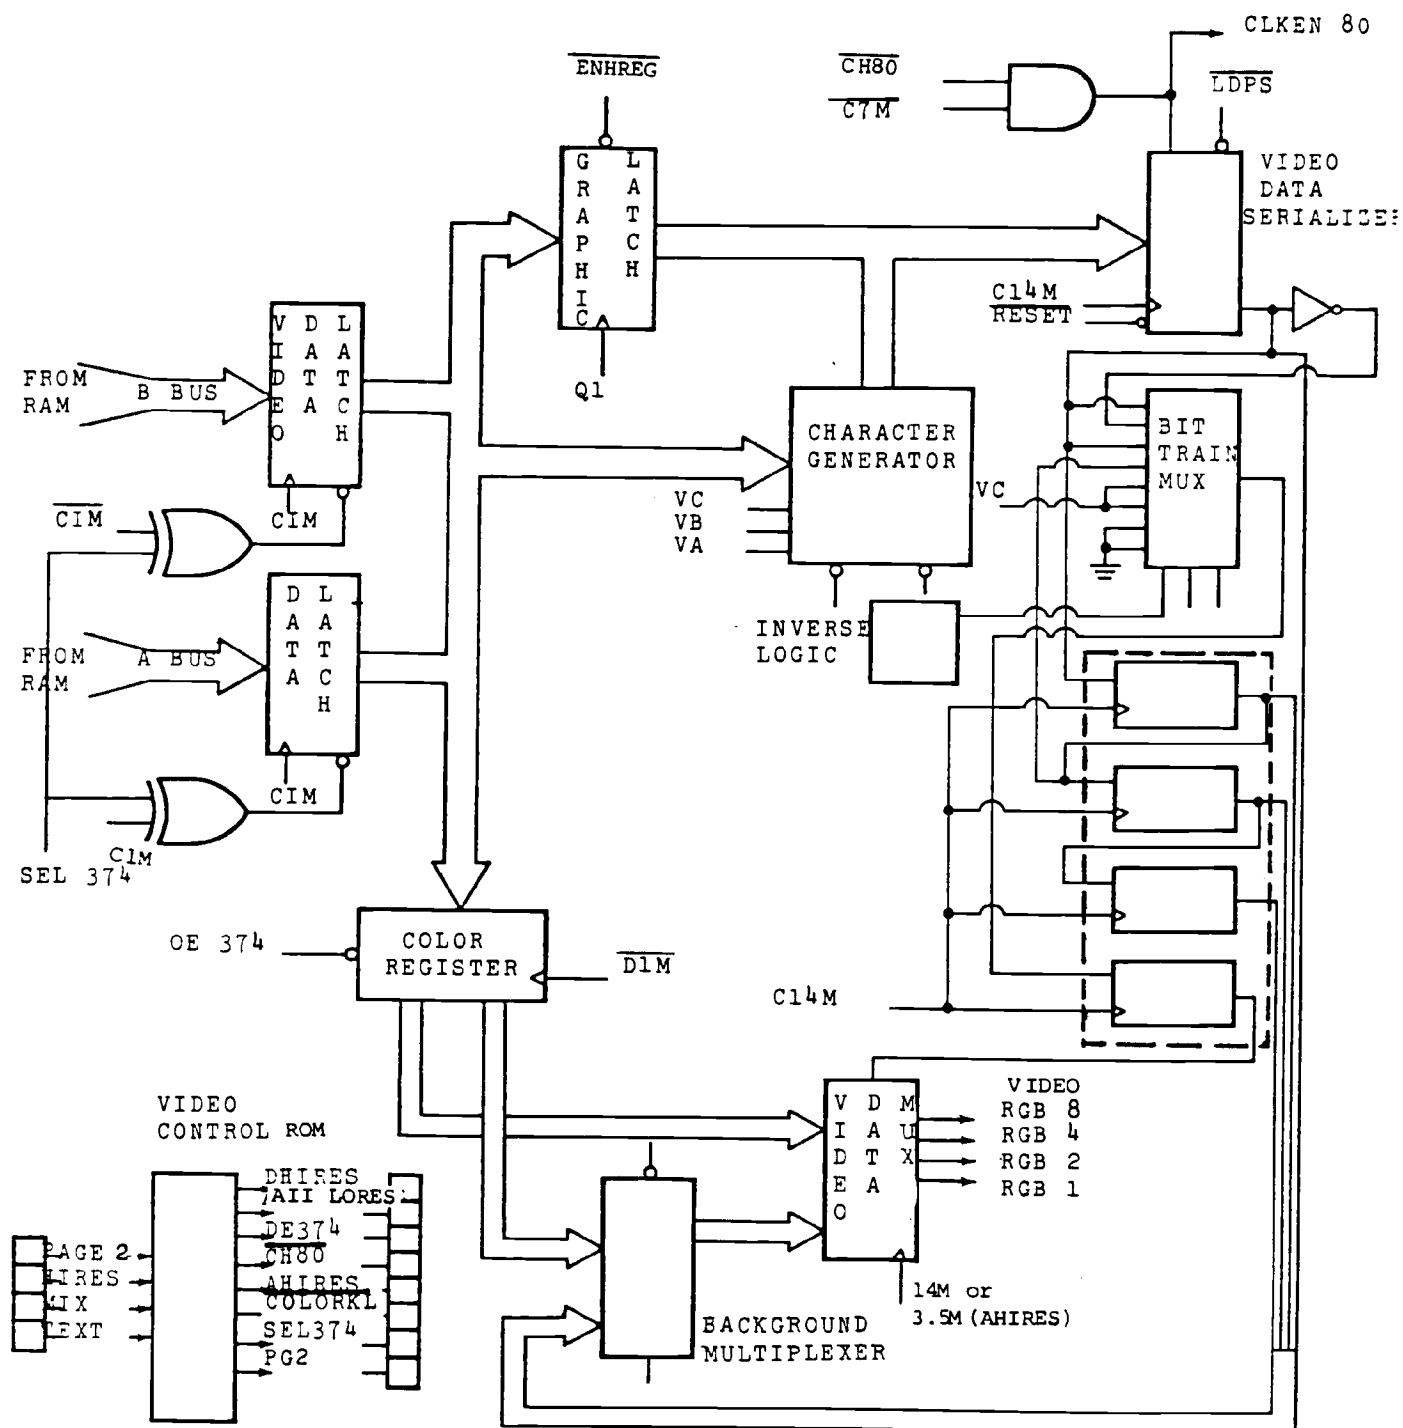 CLKEN 80
CH80
C7M
LDPS
ENHREG
GRAPHIC LATCH
VIDEO
DATA
SERIALIZE
C14M
RESET
Q1
VIDEO DATA LATCH
FROM
RAM
B BUS
CIM
CIM
CHARACTER
GENERATOR
VC
VB
VA
BIT
TRAIN
MUX
VC
DATA LATCH
FROM
RAM
A BUS
CIM
C1M
SEL 374
INVERSE
LOGIC
OE 374
COLOR
REGISTER
D1M
C14M
VIDEO DATA MUX
VIDEO
RGB 8
RGB 4
RGB 2
RGB 1
14M or
3.5M (AHIRES)
BACKGROUND
MULTIPLEXER
VIDEO
CONTROL ROM
PAGE 2
HIRES
MIX
TEXT
DHIRES
AII LORES
DE374
CH80
AHIRES
COLORKL
SEL374
PG2